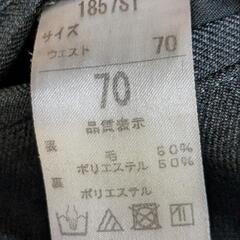 1857ST
サイズ
ウエスト 70
70
品質表示
表 毛 50%
ポリエステル 50%
裏
ポリエステル